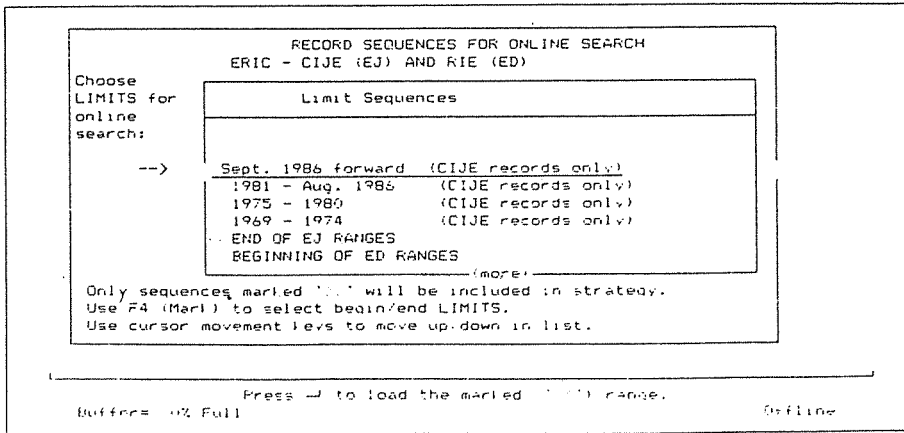 RECORD SEQUENCES FOR ONLINE SEARCH
ERIC - CIJE (EJ) AND RIE (ED)
Choose
LIMITS for
online
search:
Limit Sequences
--> Sept. 1986 forward (CIJE records only)
1981 - Aug. 1986 (CIJE records only)
1975 - 1980 (CIJE records only)
1969 - 1974 (CIJE records only)
END OF EJ RANGES
BEGINNING OF ED RANGES
(more)
Only sequences marked will be included in strategy.
Use F4 (Mark) to select begin/end LIMITS.
Use cursor movement keys to move up/down in list.
Press ↵ to load the marked range.
Buffer= 0% Full Offline